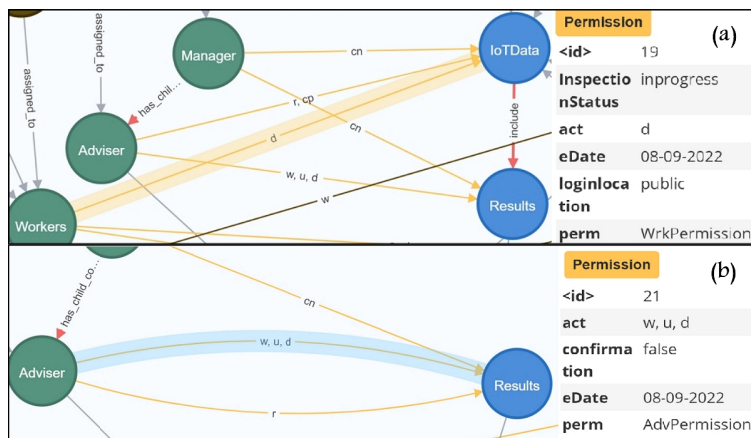 Permission
(a)
<id> 19
Inspectio inprogress
nStatus
act d
eDate 08-09-2022
loginloca public
tion
perm WrkPermission
assigned_to
assigned_to
Manager
cn
IoTData
has_chil...
r, cp
cn
include
Adviser
d
w, u, d
w
Results
Workers
Permission
(b)
<id> 21
act w, u, d
confirma false
tion
eDate 08-09-2022
perm AdvPermission
has_child_co...
cn
Adviser
w, u, d
Results
r